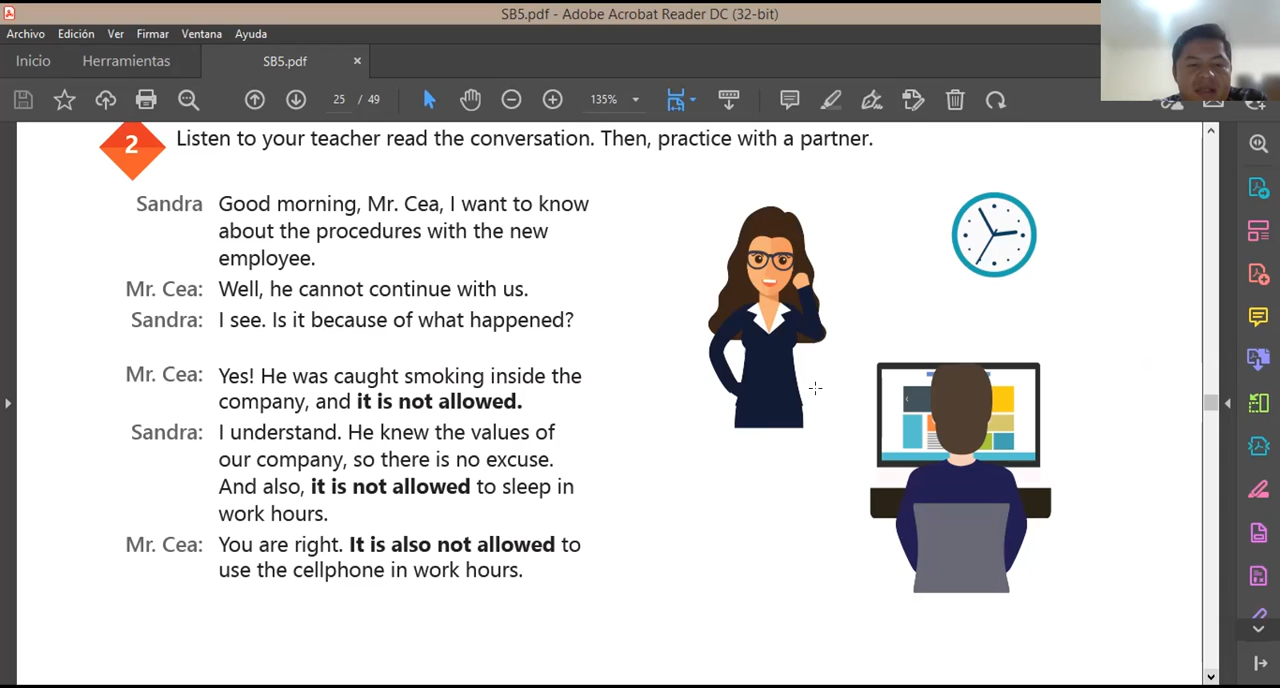 SB5.pdf - Adobe Acrobat Reader DC (32-bit)
Archivo Edición Ver Firmar Ventana Ayuda
Inicio Herramientas SB5.pdf ×
25 / 49 135%
2 Listen to your teacher read the conversation. Then, practice with a partner.
Sandra Good morning, Mr. Cea, I want to know
about the procedures with the new
employee.
Mr. Cea: Well, he cannot continue with us.
Sandra: I see. Is it because of what happened?
Mr. Cea: Yes! He was caught smoking inside the
company, and it is not allowed.
Sandra: I understand. He knew the values of
our company, so there is no excuse.
And also, it is not allowed to sleep in
work hours.
Mr. Cea: You are right. It is also not allowed to
use the cellphone in work hours.